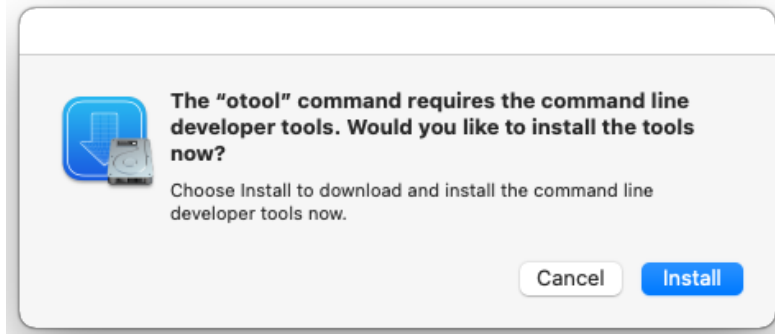 The “otool” command requires the command line
developer tools. Would you like to install the tools
now?
Choose Install to download and install the command line
developer tools now.
Cancel
Install